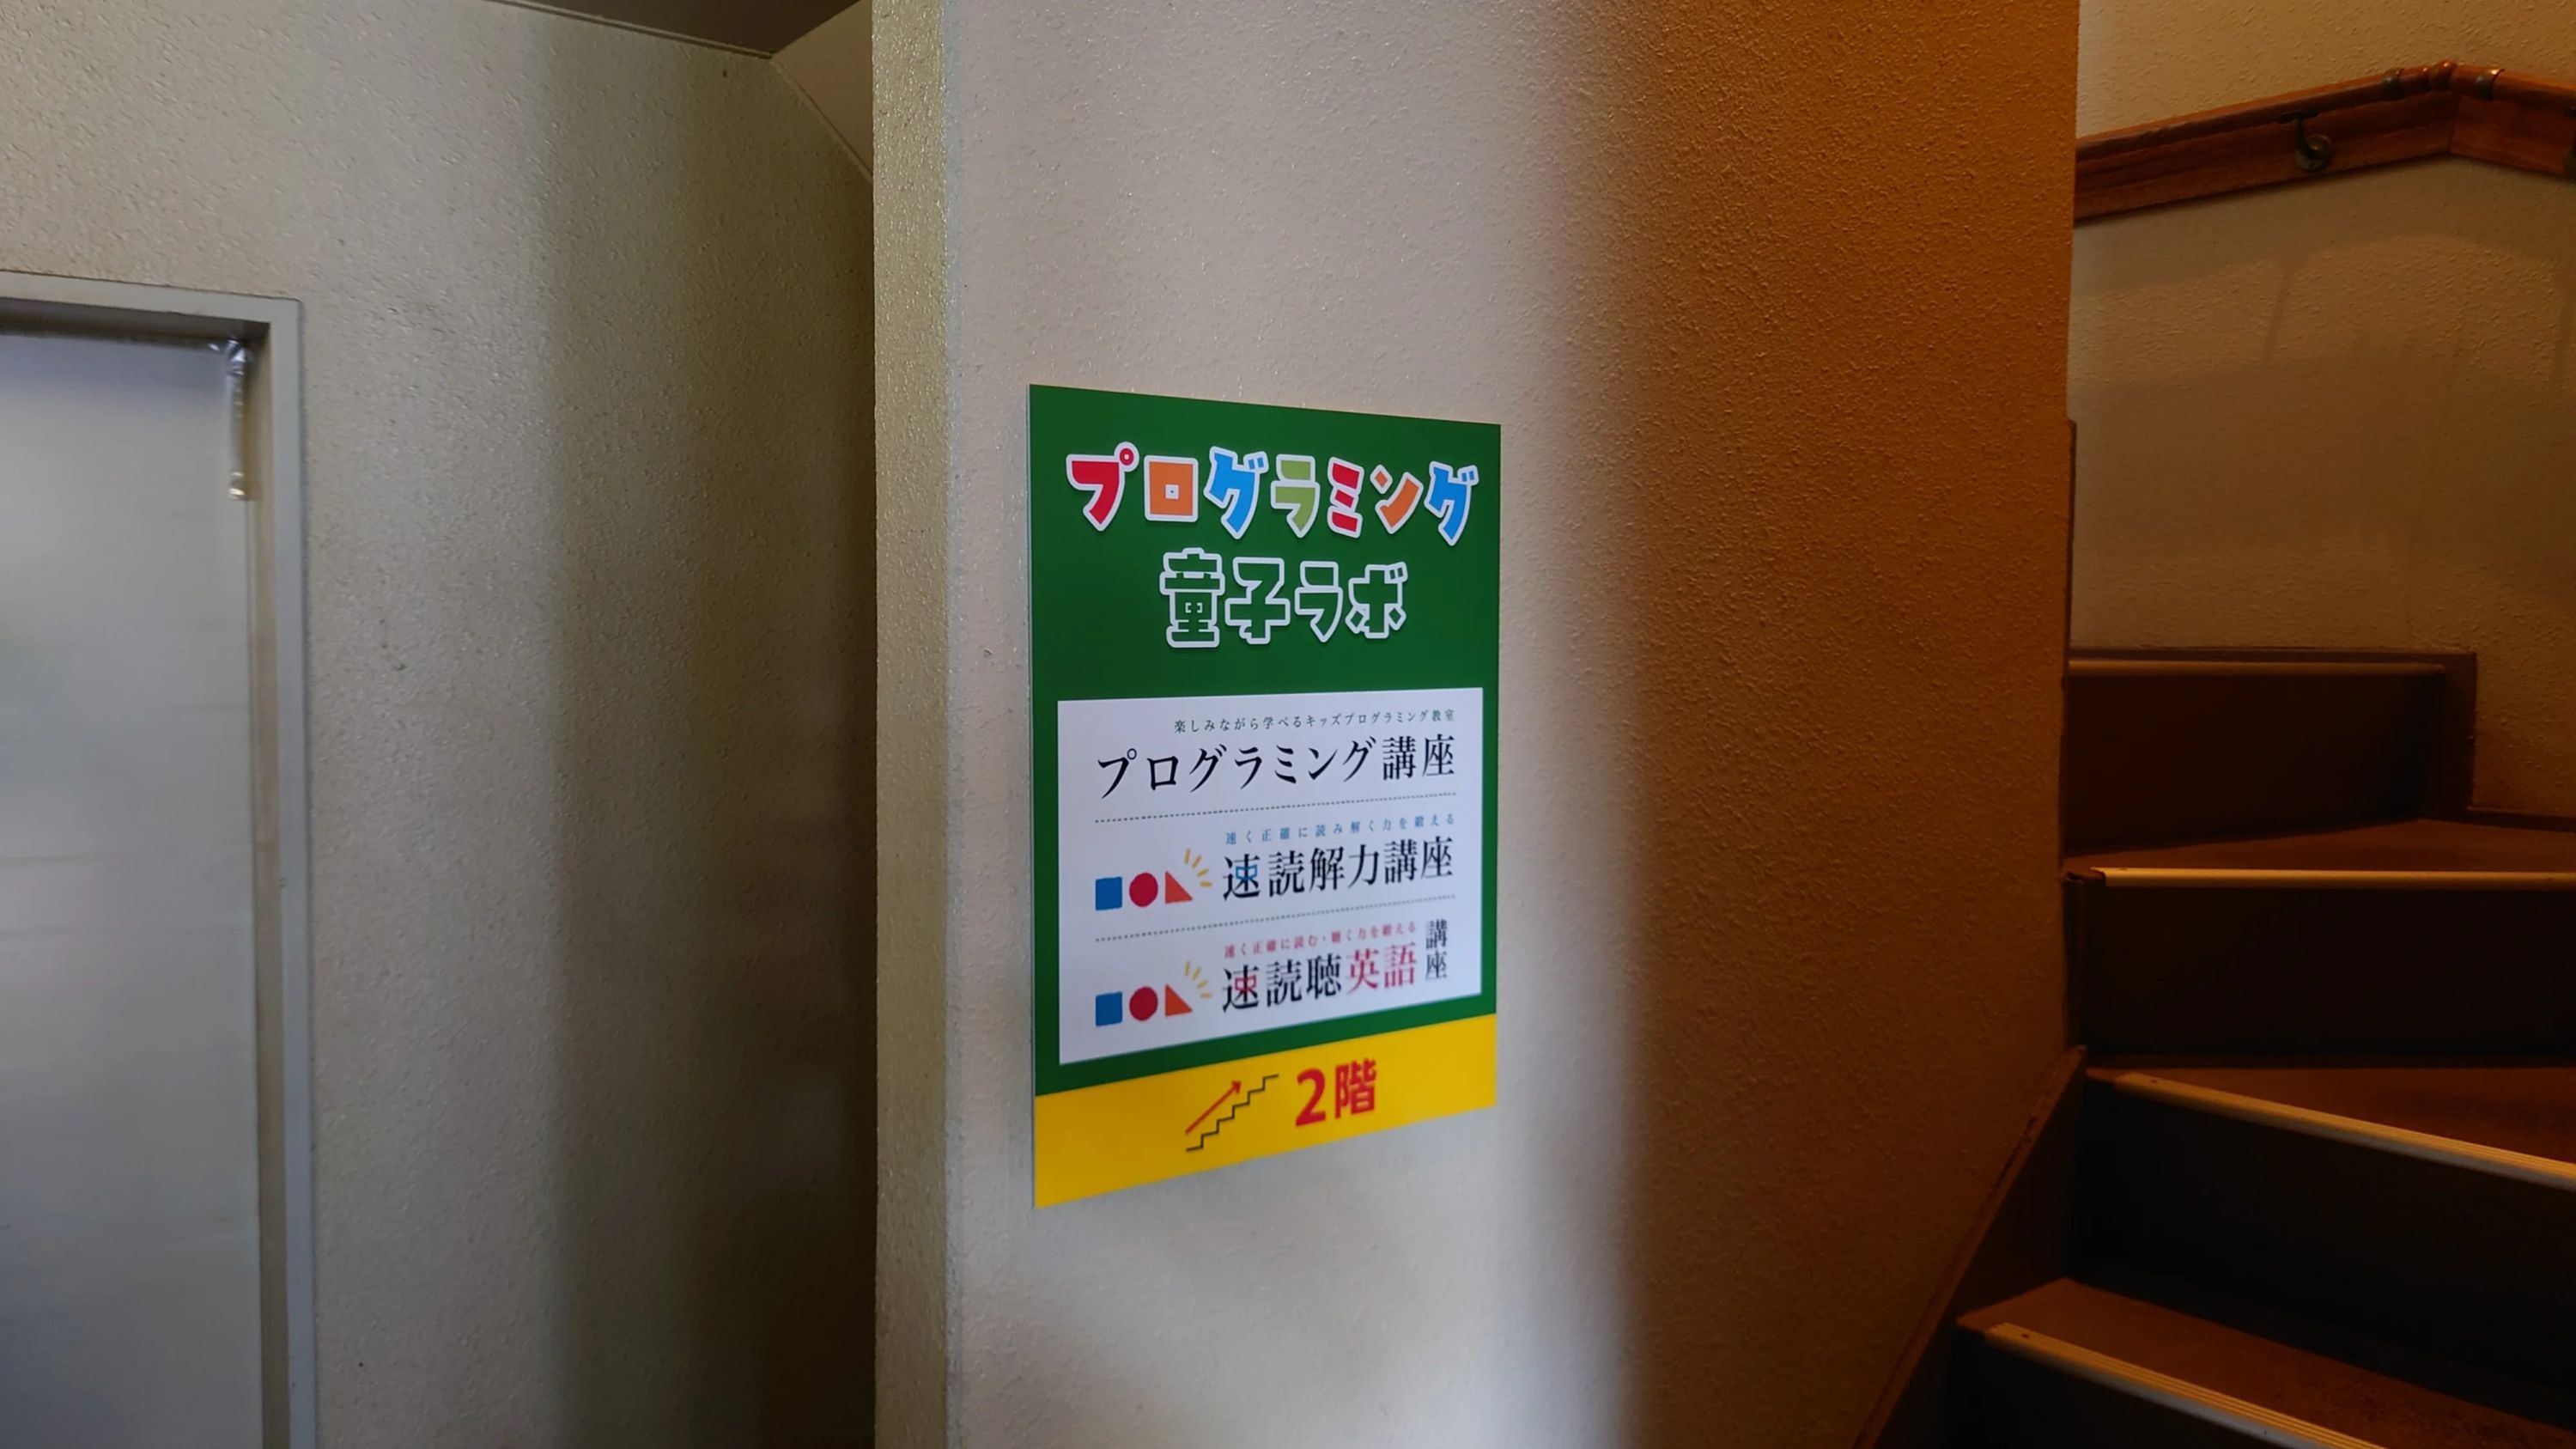 プログラミング
童子ラボ
楽しみながら学べるキッズプログラミング教室
プログラミング講座
速く正確に読み解く力を鍛える
速読解力講座
速く正確に読む・聴く力を鍛える
速読聴英語講座
2階